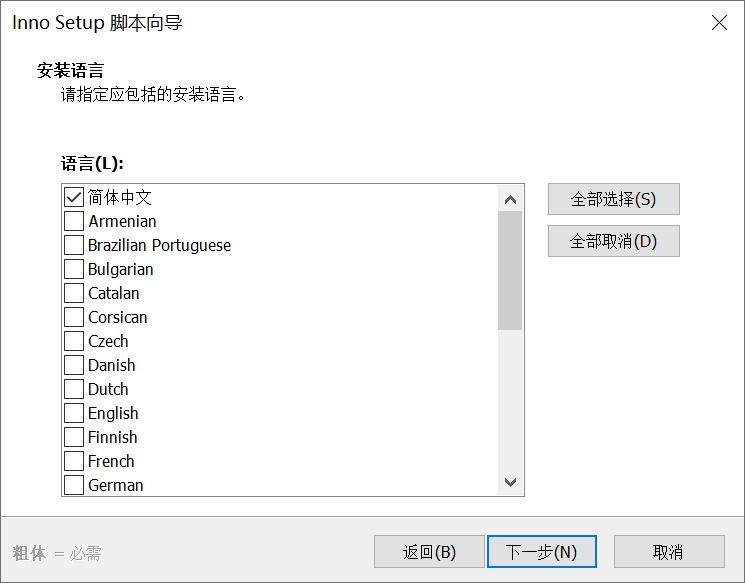 Inno Setup 脚本向导
安装语言
请指定应包括的安装语言。
语言(L):
简体中文
Armenian
Brazilian Portuguese
Bulgarian
Catalan
Corsican
Czech
Danish
Dutch
English
Finnish
French
German
全部选择(S)
全部取消(D)
粗体 = 必需
返回(B)
下一步(N)
取消